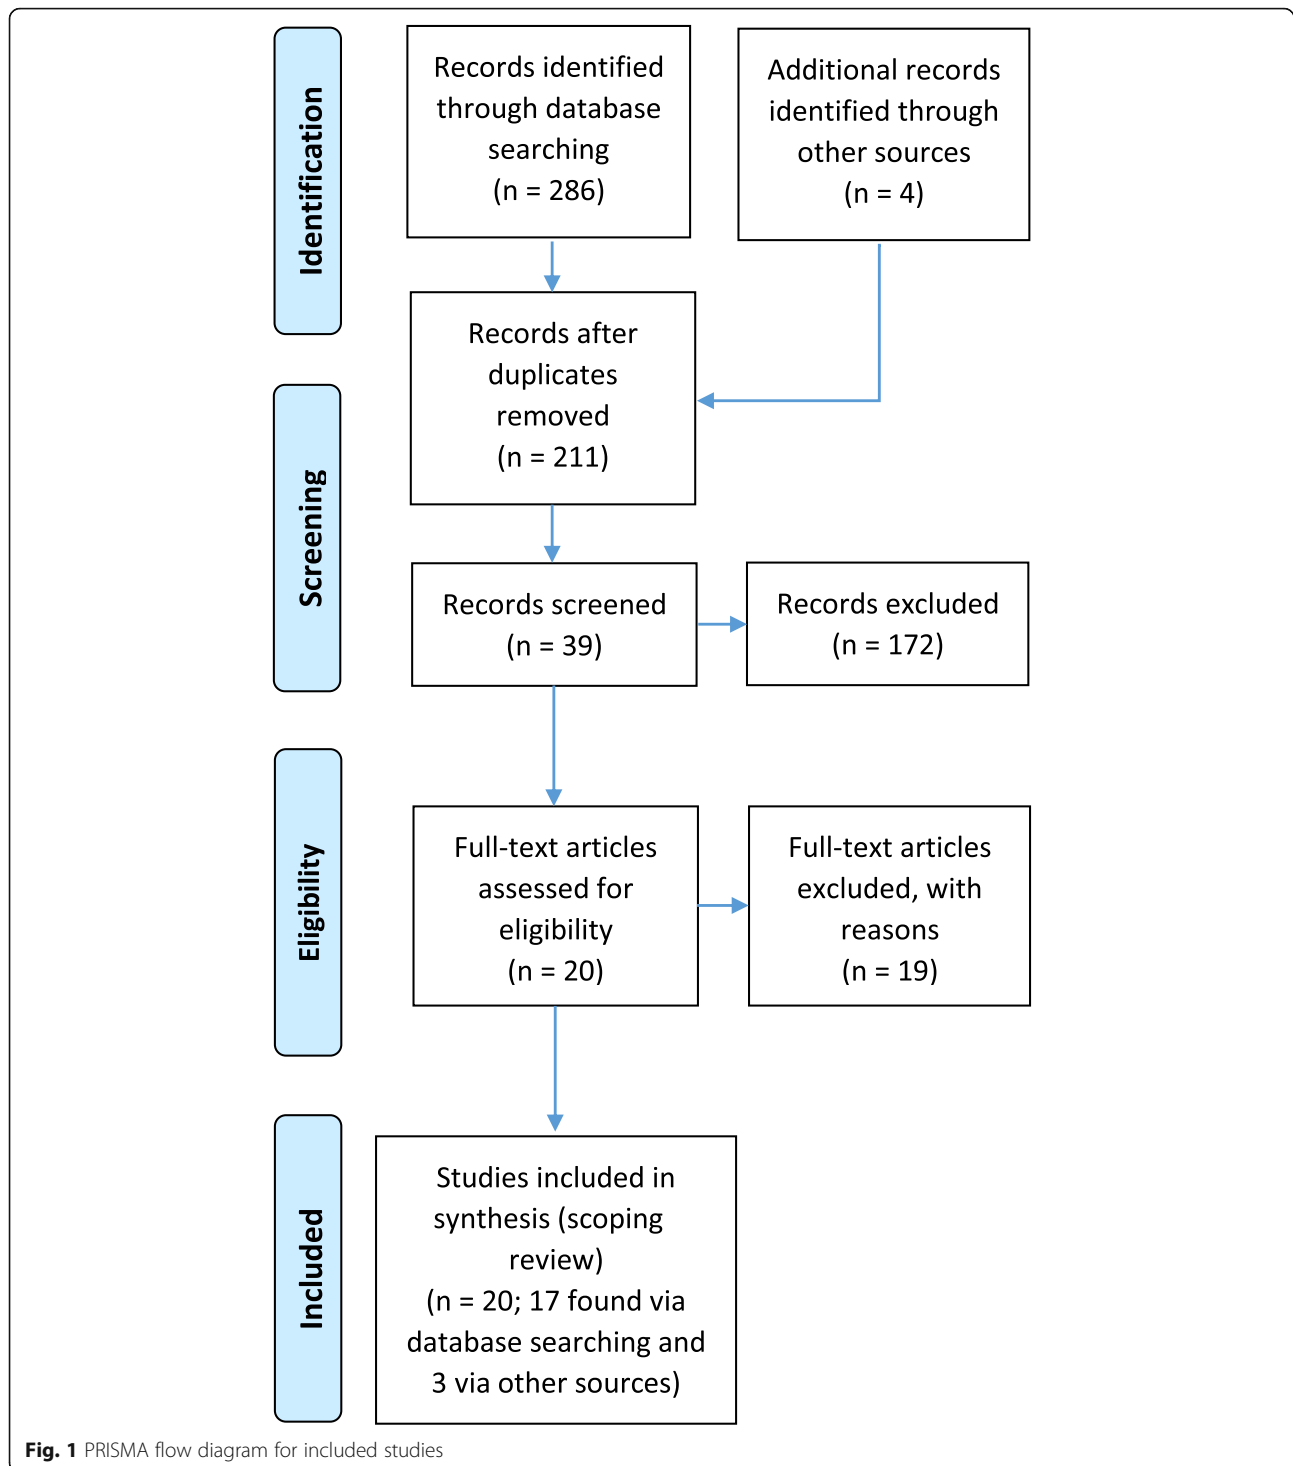 Identification
Records identified
through database
searching
(n = 286)
Additional records
identified through
other sources
(n = 4)
Records after
duplicates
removed
(n = 211)
Screening
Records screened
(n = 39)
Records excluded
(n = 172)
Eligibility
Full-text articles
assessed for
eligibility
(n = 20)
Full-text articles
excluded, with
reasons
(n = 19)
Included
Studies included in
synthesis (scoping
review)
(n = 20; 17 found via
database searching and
3 via other sources)
Fig. 1 PRISMA flow diagram for included studies